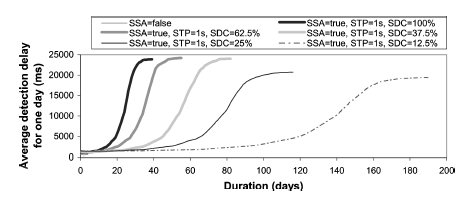 SSA=false
SSA=true, STP=1s, SDC=100%
SSA=true, STP=1s, SDC=62.5%
SSA=true, STP=1s, SDC=37.5%
SSA=true, STP=1s, SDC=25%
SSA=true, STP=1s, SDC=12.5%
Average detection delay
for one day (ms)
25000
20000
15000
10000
5000
0
0 20 40 60 80 100 120 140 160 180 200
Duration (days)